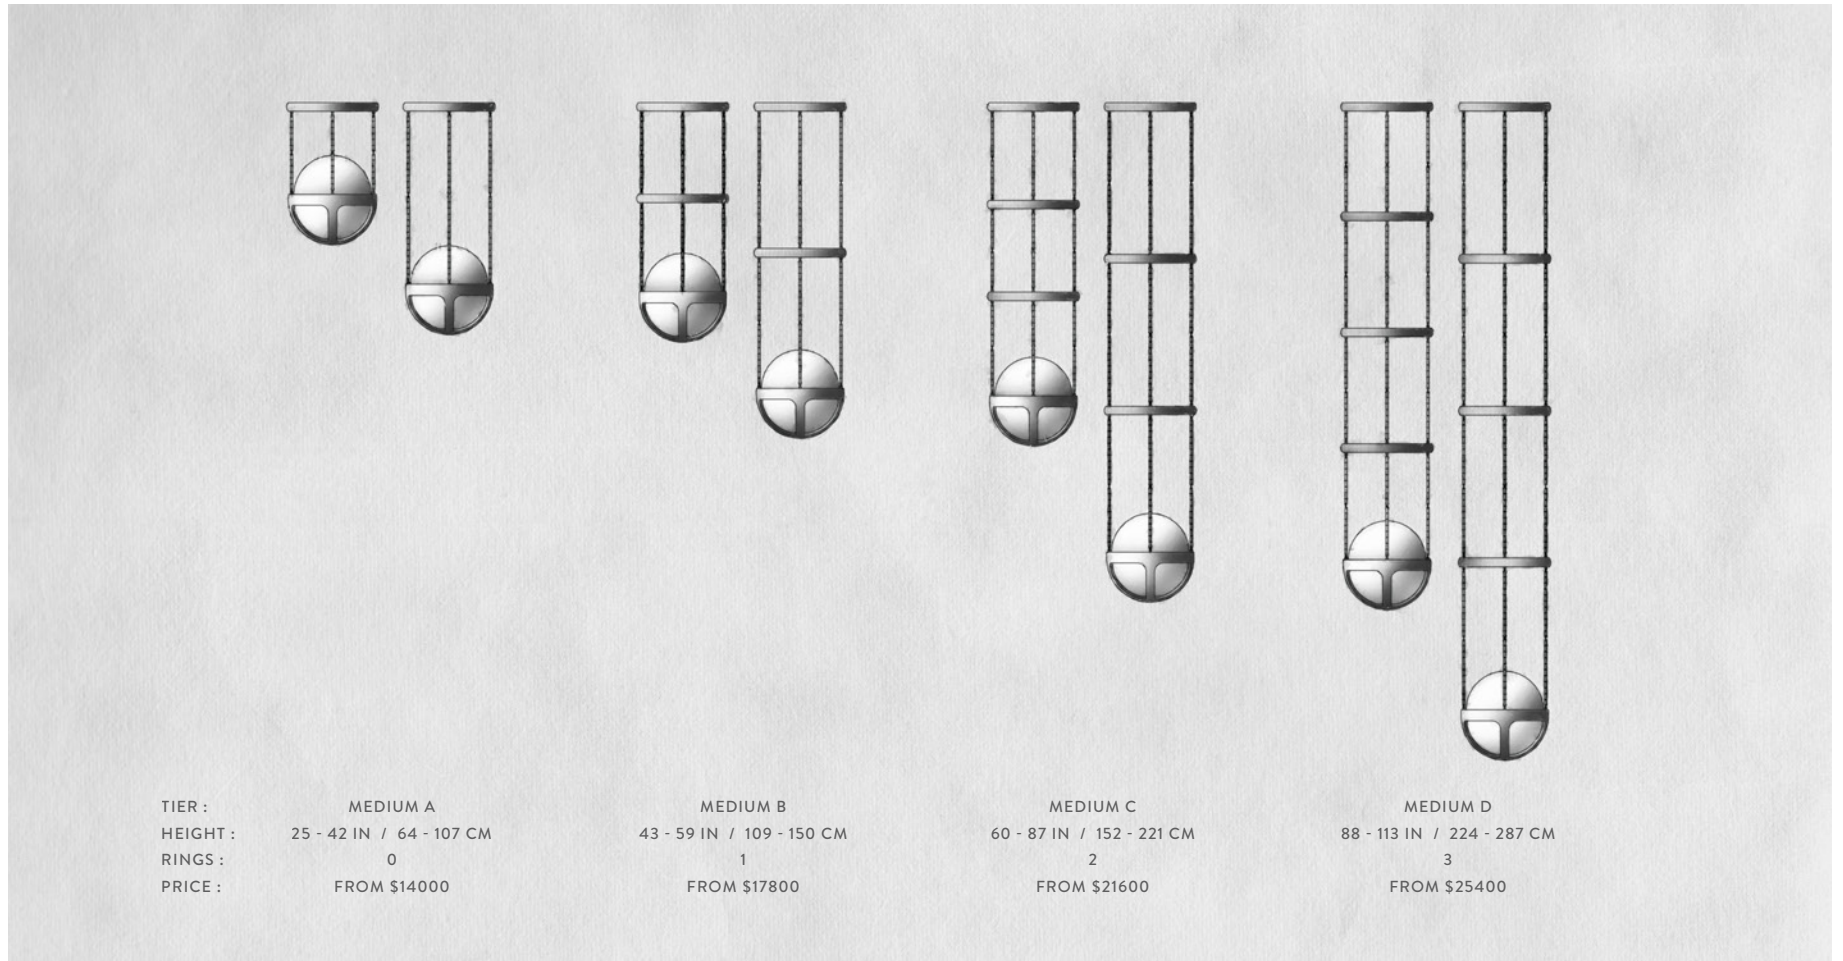 TIER : MEDIUM A MEDIUM B MEDIUM C MEDIUM D
HEIGHT : 25 - 42 IN / 64 - 107 CM 43 - 59 IN / 109 - 150 CM 60 - 87 IN / 152 - 221 CM 88 - 113 IN / 224 - 287 CM
RINGS : 0 1 2 3
PRICE : FROM $14000 FROM $17800 FROM $21600 FROM $25400